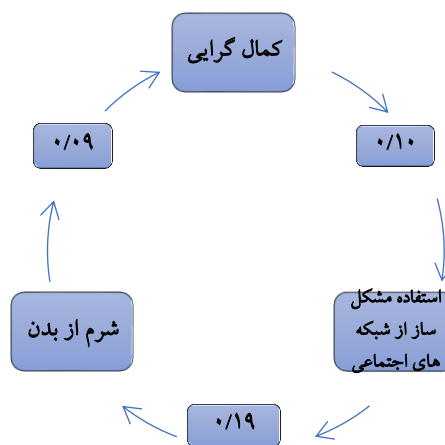 کمال گرایی
۰/۰۹
۰/۱۰
شرم از بدن
استفاده مشکل
ساز از شبکه
های اجتماعی
۰/۱۹